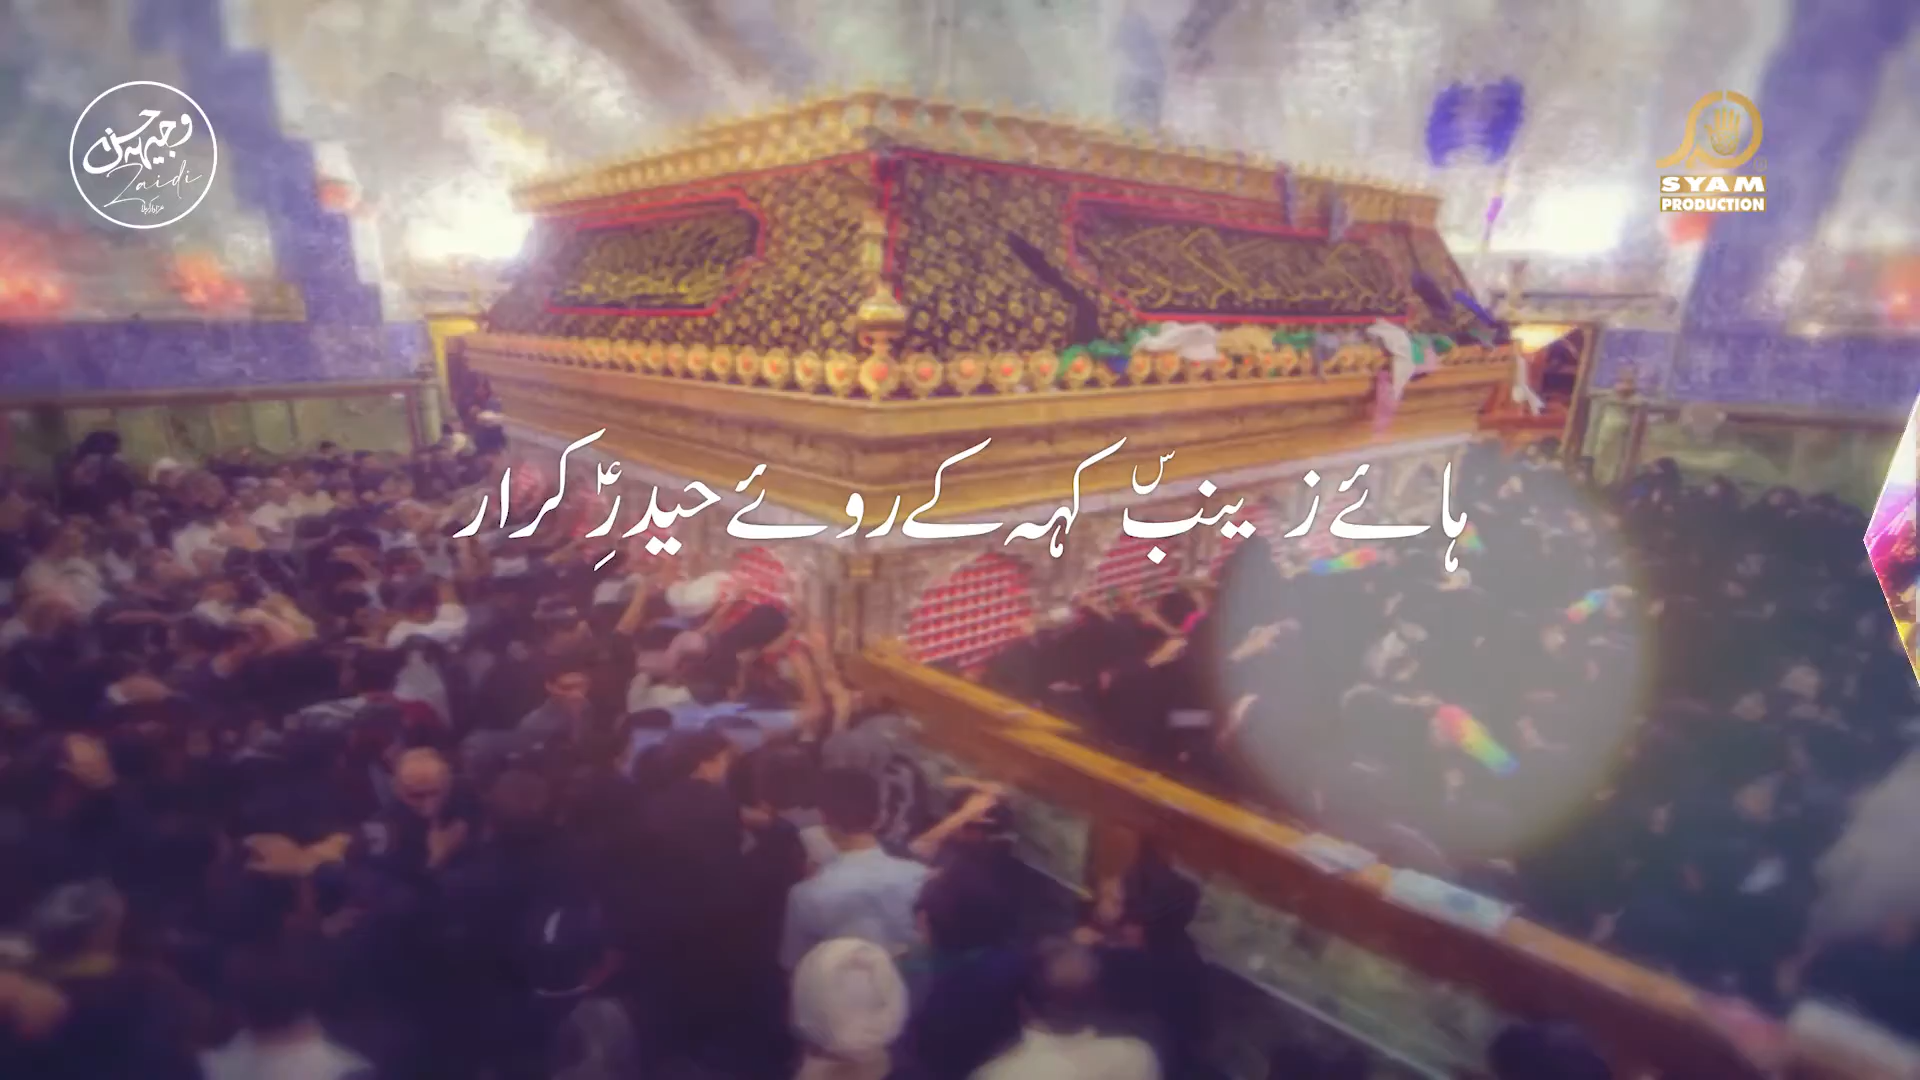 وجیہہ حسن
Zaidi
SYAM
PRODUCTION
ہائے زینبؑ کہہ کے روئے حیدرِؑ کرار